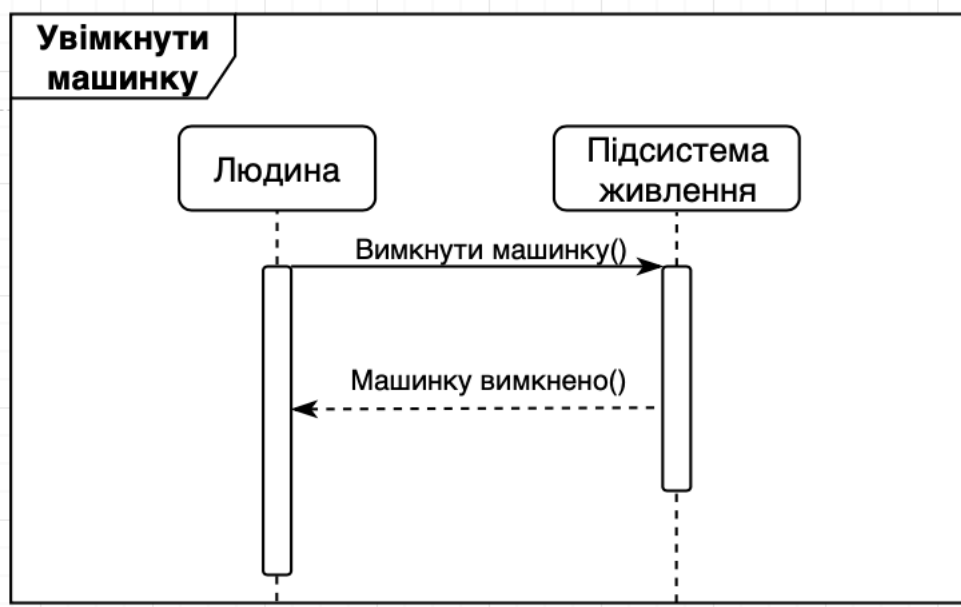 Увімкнути
машинку
Людина
Підсистема
живлення
Вимкнути машинку()
Машинку вимкнено()